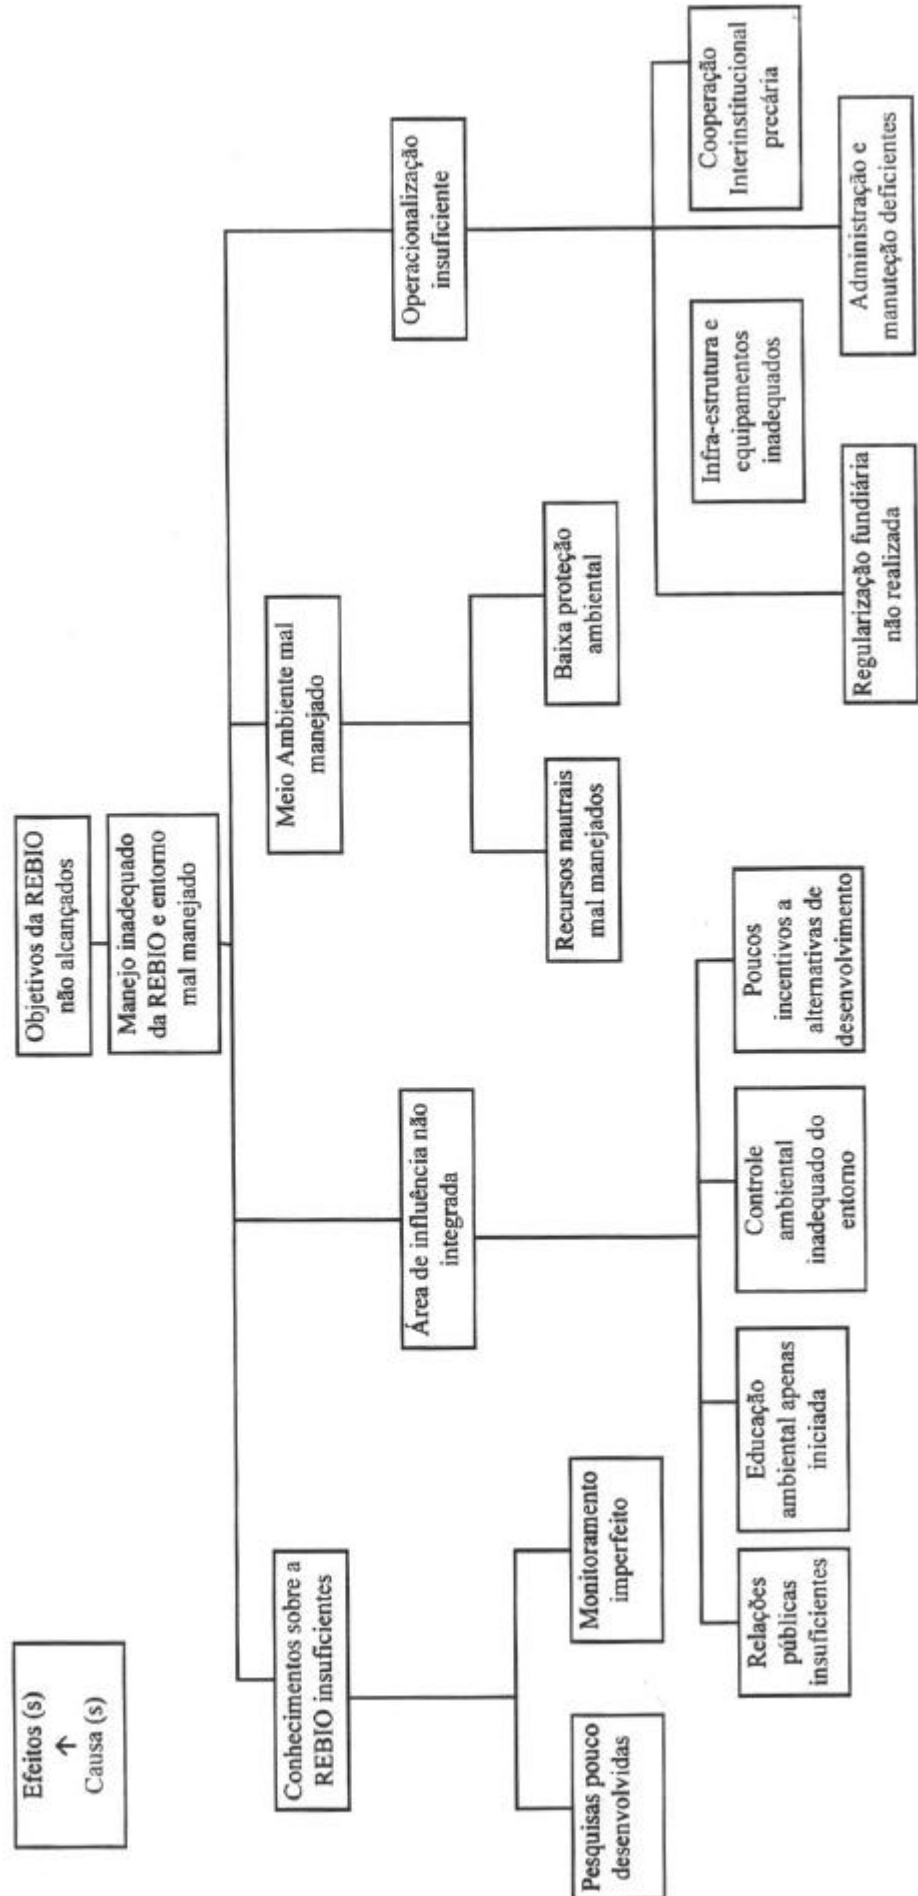 Efeitos (s)
↑
Causa (s)
Objetivos da REBIO
não alcançados
Manejo inadequado
da REBIO e entorno
mal manejado
Conhecimentos sobre a
REBIO insuficientes
Área de influência não
integrada
Meio Ambiente mal
manejado
Operacionalização
insuficiente
Pesquisas pouco
desenvolvidas
Monitoramento
imperfeito
Relações
públicas
insuficientes
Educação
ambiental apenas
iniciada
Controle
ambiental
inadequado do
entorno
Poucos
incentivos a
alternativas de
desenvolvimento
Recursos nautrais
mal manejados
Baixa proteção
ambiental
Regularização fundiária
não realizada
Infra-estrutura e
equipamentos
inadequados
Administração e
manuteção deficientes
Cooperação
Interinstitucional
precária